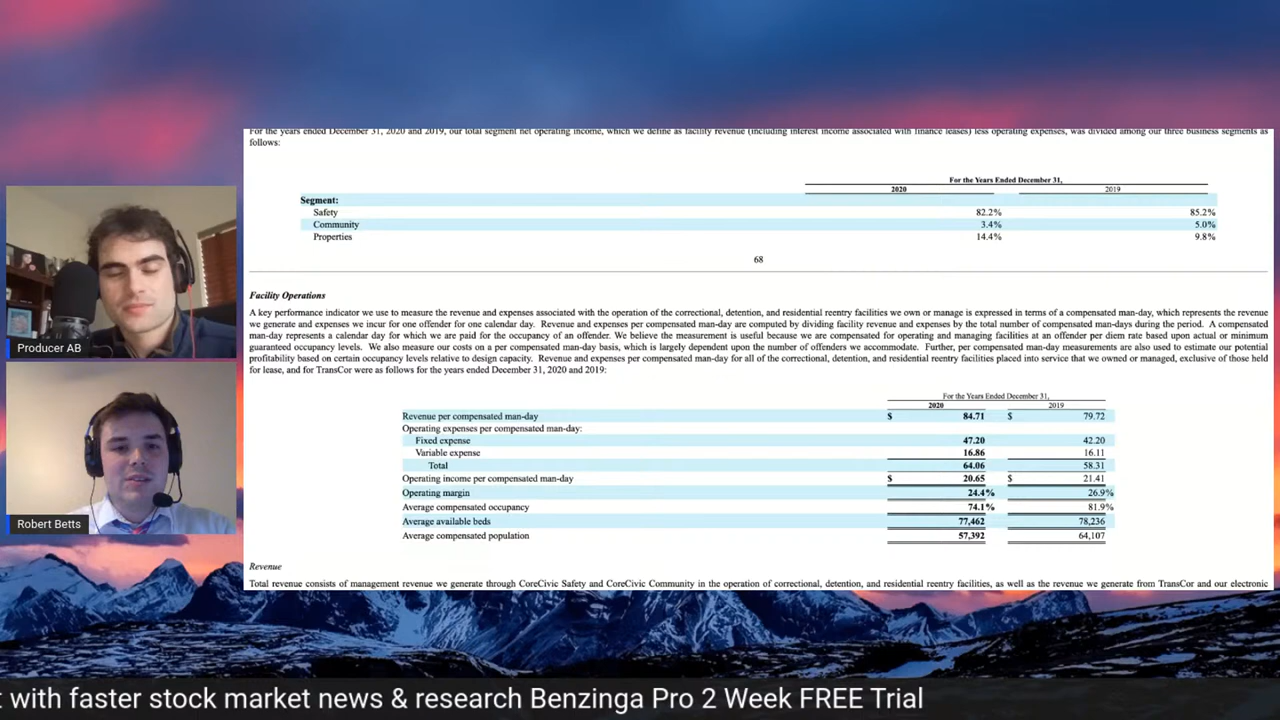 For the years ended December 31, 2020 and 2019, our total segment net operating income, which we define as facility revenue (including interest income associated with finance leases) less operating expenses, was divided among our three business segments as
follows:
For the Years Ended December 31,
2020 2019
Segment:
Safety 82.2% 85.2%
Community 3.4% 5.0%
Properties 14.4% 9.8%
68
Facility Operations
A key performance indicator we use to measure the revenue and expenses associated with the operation of the correctional, detention, and residential reentry facilities we own or manage is expressed in terms of a compensated man-day, which represents the revenue
we generate and expenses we incur for one offender for one calendar day. Revenue and expenses per compensated man-day are computed by dividing facility revenue and expenses by the total number of compensated man-days during the period. A compensated
man-day represents a calendar day for which we are paid for the occupancy of an offender. We believe the measurement is useful because we are compensated for operating and managing facilities at an offender per diem rate based upon actual or minimum
guaranteed occupancy levels. We also measure our costs on a per compensated man-day basis, which is largely dependent upon the number of offenders we accommodate. Further, per compensated man-day measurements are also used to estimate our potential
profitability based on certain occupancy levels relative to design capacity. Revenue and expenses per compensated man-day for all of the correctional, detention, and residential reentry facilities placed into service that we owned or managed, exclusive of those held
for lease, and for TransCor were as follows for the years ended December 31, 2020 and 2019:
For the Years Ended December 31,
2020 2019
Revenue per compensated man-day $ 84.71 $ 79.72
Operating expenses per compensated man-day:
Fixed expense 47.20 42.20
Variable expense 16.86 16.11
Total 64.06 58.31
Operating income per compensated man-day $ 20.65 $ 21.41
Operating margin 24.4% 26.9%
Average compensated occupancy 74.1% 81.9%
Average available beds 77,462 78,236
Average compensated population 57,392 64,107
Revenue
Total revenue consists of management revenue we generate through CoreCivic Safety and CoreCivic Community in the operation of correctional, detention, and residential reentry facilities, as well as the revenue we generate from TransCor and our electronic
Producer AB
Robert Betts
with faster stock market news & research Benzinga Pro 2 Week FREE Trial